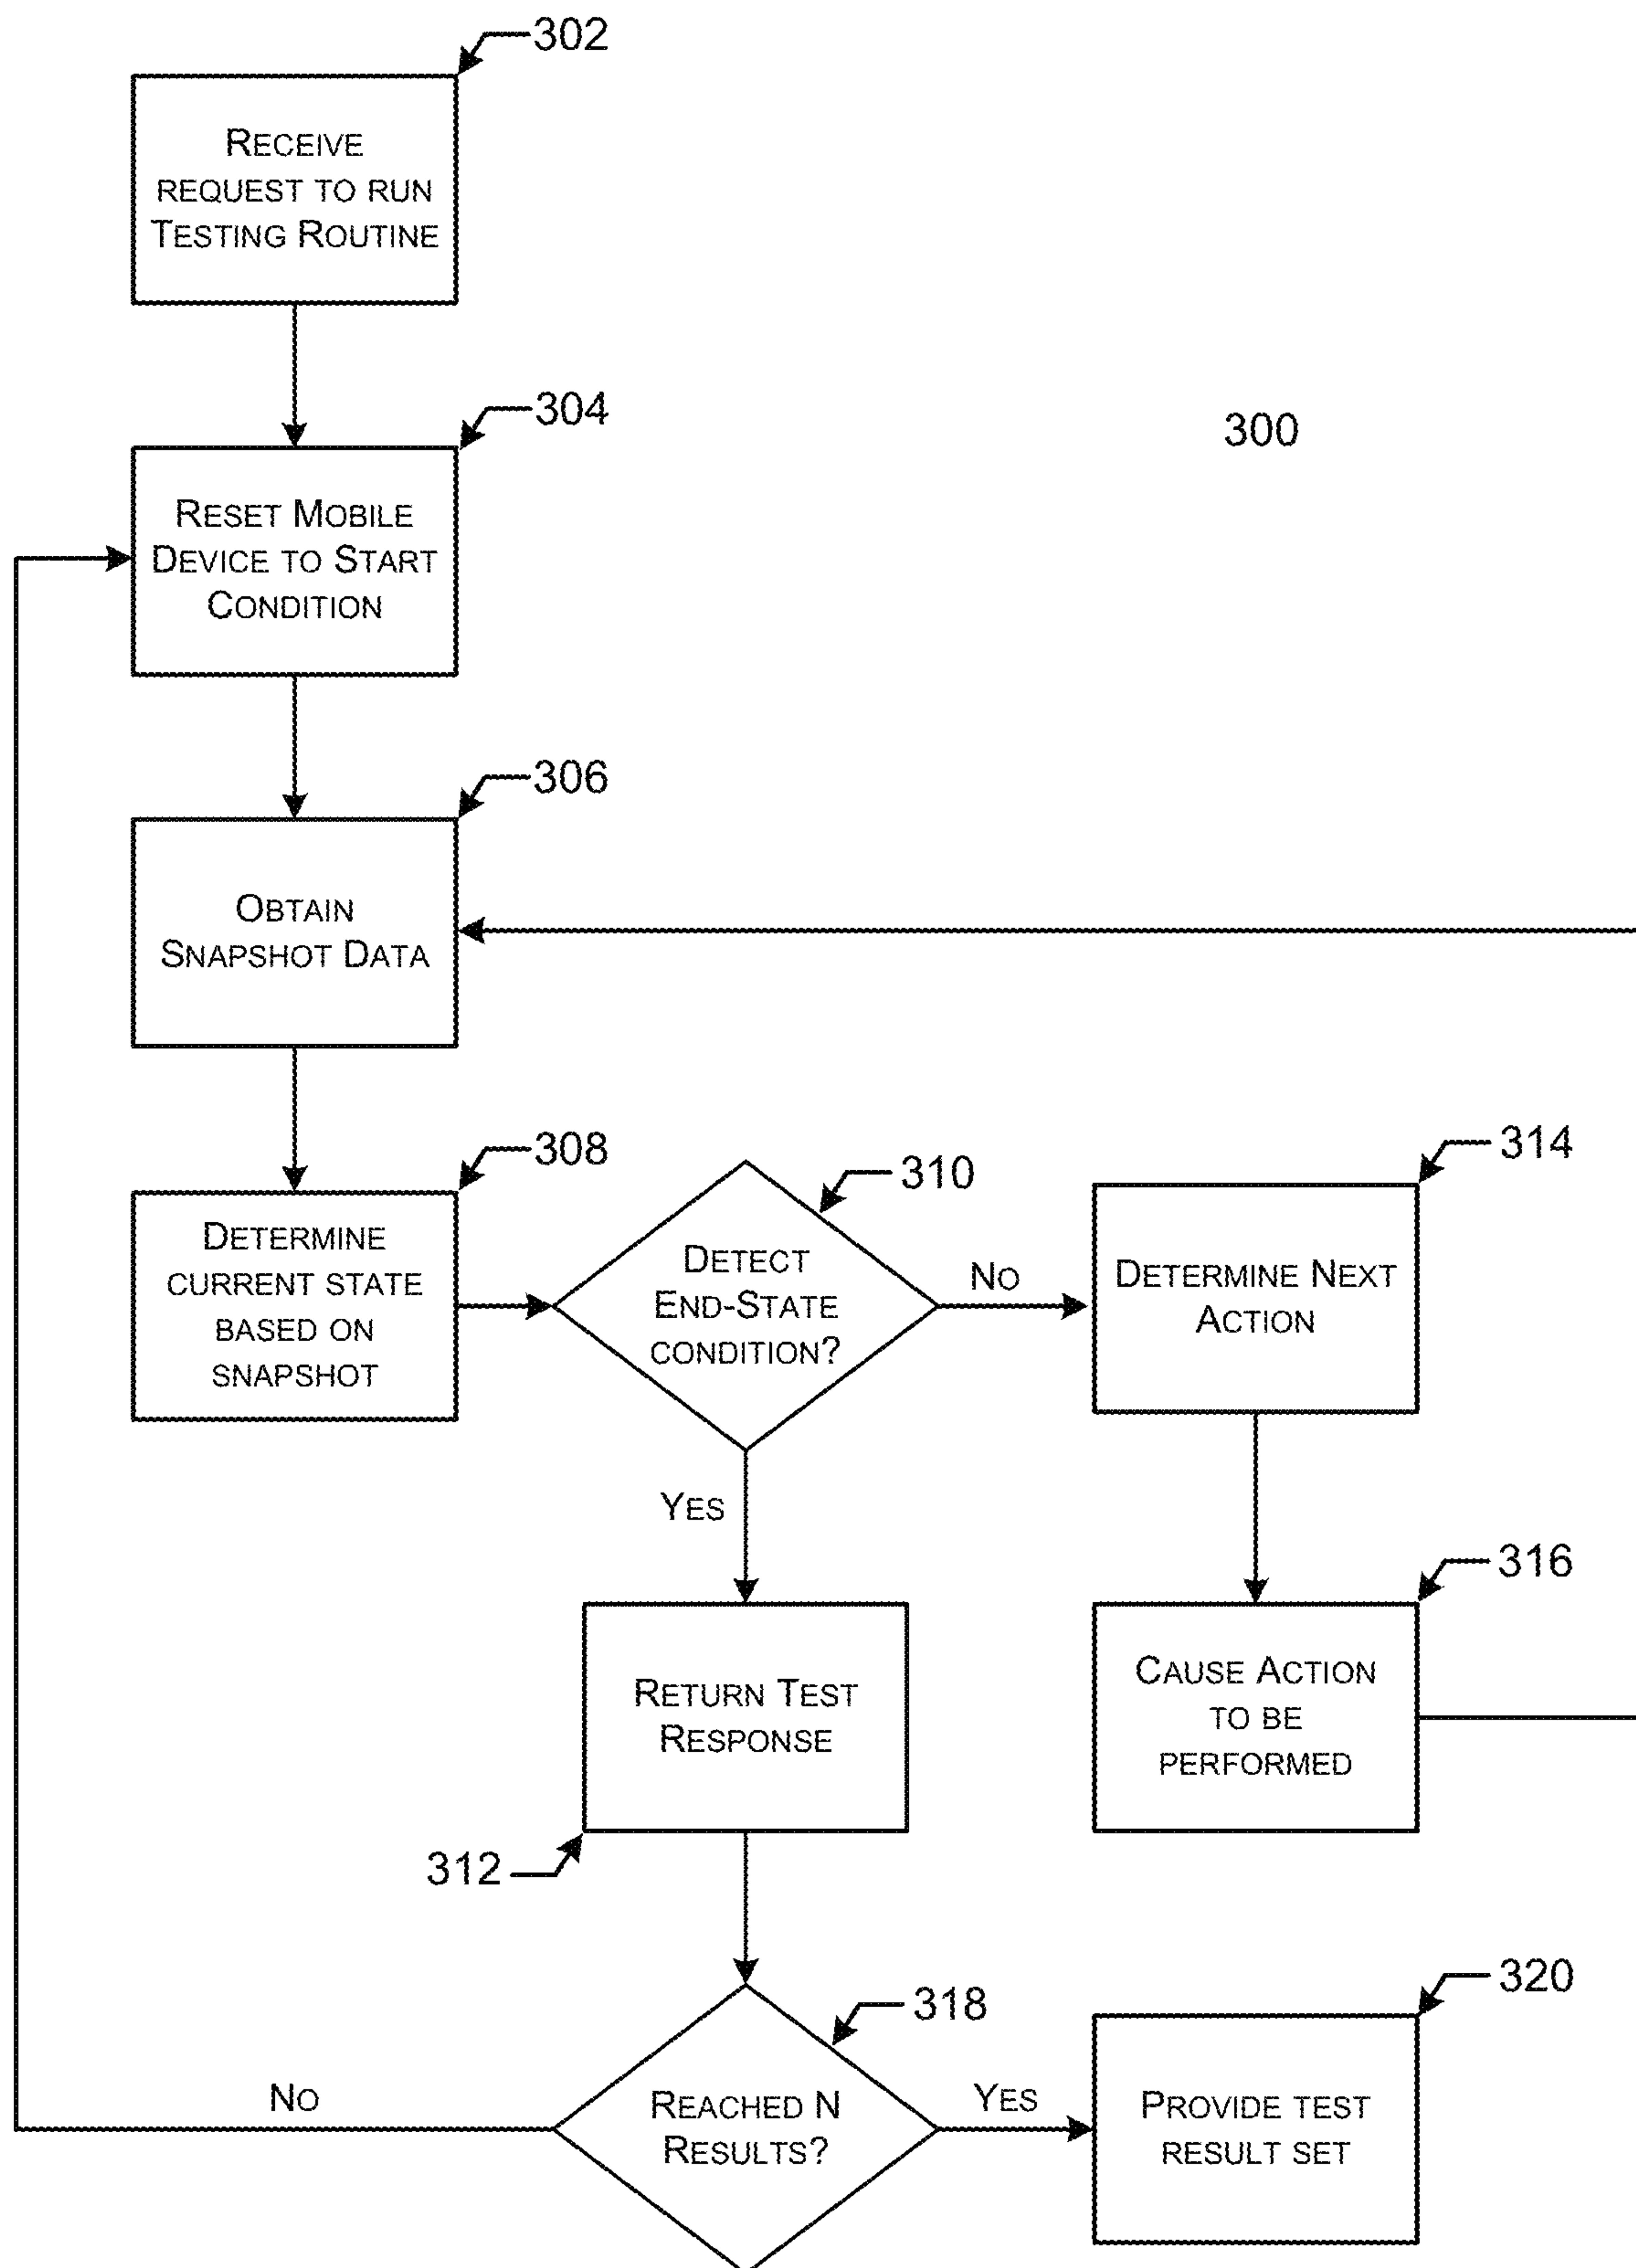 302
RECEIVE
REQUEST TO RUN
TESTING ROUTINE
304
300
RESET MOBILE
DEVICE TO START
CONDITION
306
OBTAIN
SNAPSHOT DATA
308
DETERMINE
CURRENT STATE
BASED ON
SNAPSHOT
310
DETECT
END-STATE
CONDITION?
NO
314
DETERMINE NEXT
ACTION
YES
316
CAUSE ACTION
TO BE
PERFORMED
RETURN TEST
RESPONSE
312
318
REACHED N
RESULTS?
NO
YES
320
PROVIDE TEST
RESULT SET